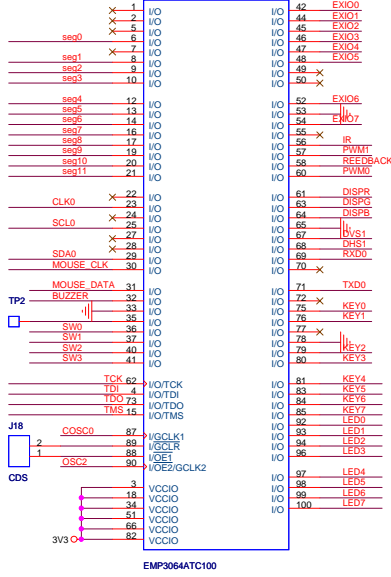 1 I/O 42 I/O EXIO0
2 I/O 44 I/O EXIO1
5 I/O 45 I/O EXIO2
seg0 6 I/O 46 I/O EXIO3
7 I/O 47 I/O EXIO4
seg1 8 I/O 48 I/O EXIO5
seg2 9 I/O 49 I/O
seg3 10 I/O 50 I/O
seg4 12 I/O 52 I/O EXIO6
seg5 13 I/O 53 I/O
seg6 14 I/O 54 I/O EXIO7
seg7 16 I/O 55 I/O
seg8 17 I/O 56 I/O IR
seg9 19 I/O 57 I/O PWM1
seg10 20 I/O 58 I/O REEDBACK
seg11 21 I/O 60 I/O PWM0
22 I/O 61 I/O DISPR
CLK0 23 I/O 63 I/O DISPG
24 I/O 64 I/O DISPB
SCL0 25 I/O 65 I/O
27 I/O 67 I/O DVS1
28 I/O 68 I/O DHS1
SDA0 29 I/O 69 I/O RXD0
MOUSE_CLK 30 I/O 70 I/O
MOUSE_DATA 31 I/O 71 I/O TXD0
BUZZER 32 I/O 72 I/O
TP2 33 I/O 75 I/O KEY0
35 I/O 76 I/O KEY1
SW0 36 I/O 77 I/O
SW1 37 I/O 78 I/O
SW2 40 I/O 79 I/O KEY2
SW3 41 I/O 80 I/O KEY3
TCK 62 I/O/TCK 81 I/O KEY4
TDI 4 I/O/TDI 83 I/O KEY5
TDO 73 I/O/TDO 84 I/O KEY6
TMS 15 I/O/TMS 85 I/O KEY7
J18 92 I/O LED0
COSC0 87 I/GCLK1 93 I/O LED1
2 89 I/GCLR 94 I/O LED2
1 88 I/OE1 96 I/O LED3
OSC2 90 I/OE2/GCLK2
CDS 97 I/O LED4
3 VCCIO 98 I/O LED5
18 VCCIO 99 I/O LED6
34 VCCIO 100 I/O LED7
51 VCCIO
66 VCCIO
3V3 82 VCCIO
EMP3064ATC100